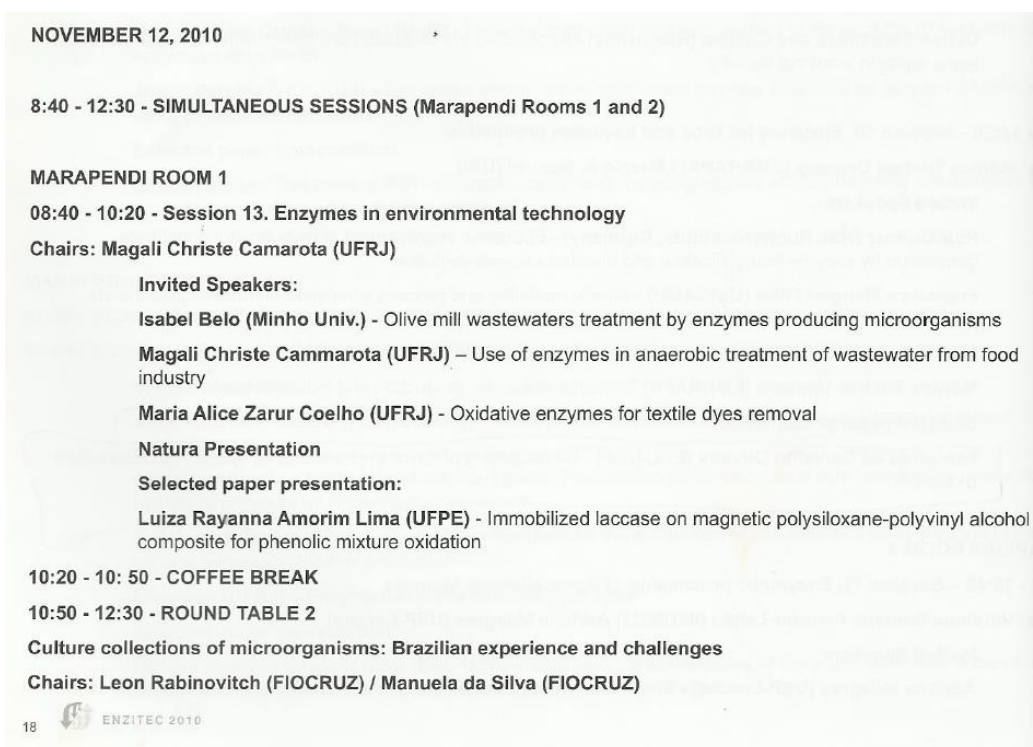 NOVEMBER 12, 2010
8:40 - 12:30 - SIMULTANEOUS SESSIONS (Marapendi Rooms 1 and 2)
MARAPENDI ROOM 1
08:40 - 10:20 - Session 13. Enzymes in environmental technology
Chairs: Magali Christe Camarota (UFRJ)
Invited Speakers:
Isabel Belo (Minho Univ.) - Olive mill wastewaters treatment by enzymes producing microorganisms
Magali Christe Cammarota (UFRJ) – Use of enzymes in anaerobic treatment of wastewater from food
industry
Maria Alice Zarur Coelho (UFRJ) - Oxidative enzymes for textile dyes removal
Natura Presentation
Selected paper presentation:
Luiza Rayanna Amorim Lima (UFPE) - Immobilized laccase on magnetic polysiloxane-polyvinyl alcohol
composite for phenolic mixture oxidation
10:20 - 10: 50 - COFFEE BREAK
10:50 - 12:30 - ROUND TABLE 2
Culture collections of microorganisms: Brazilian experience and challenges
Chairs: Leon Rabinovitch (FIOCRUZ) / Manuela da Silva (FIOCRUZ)
18 ENZITEC 2010